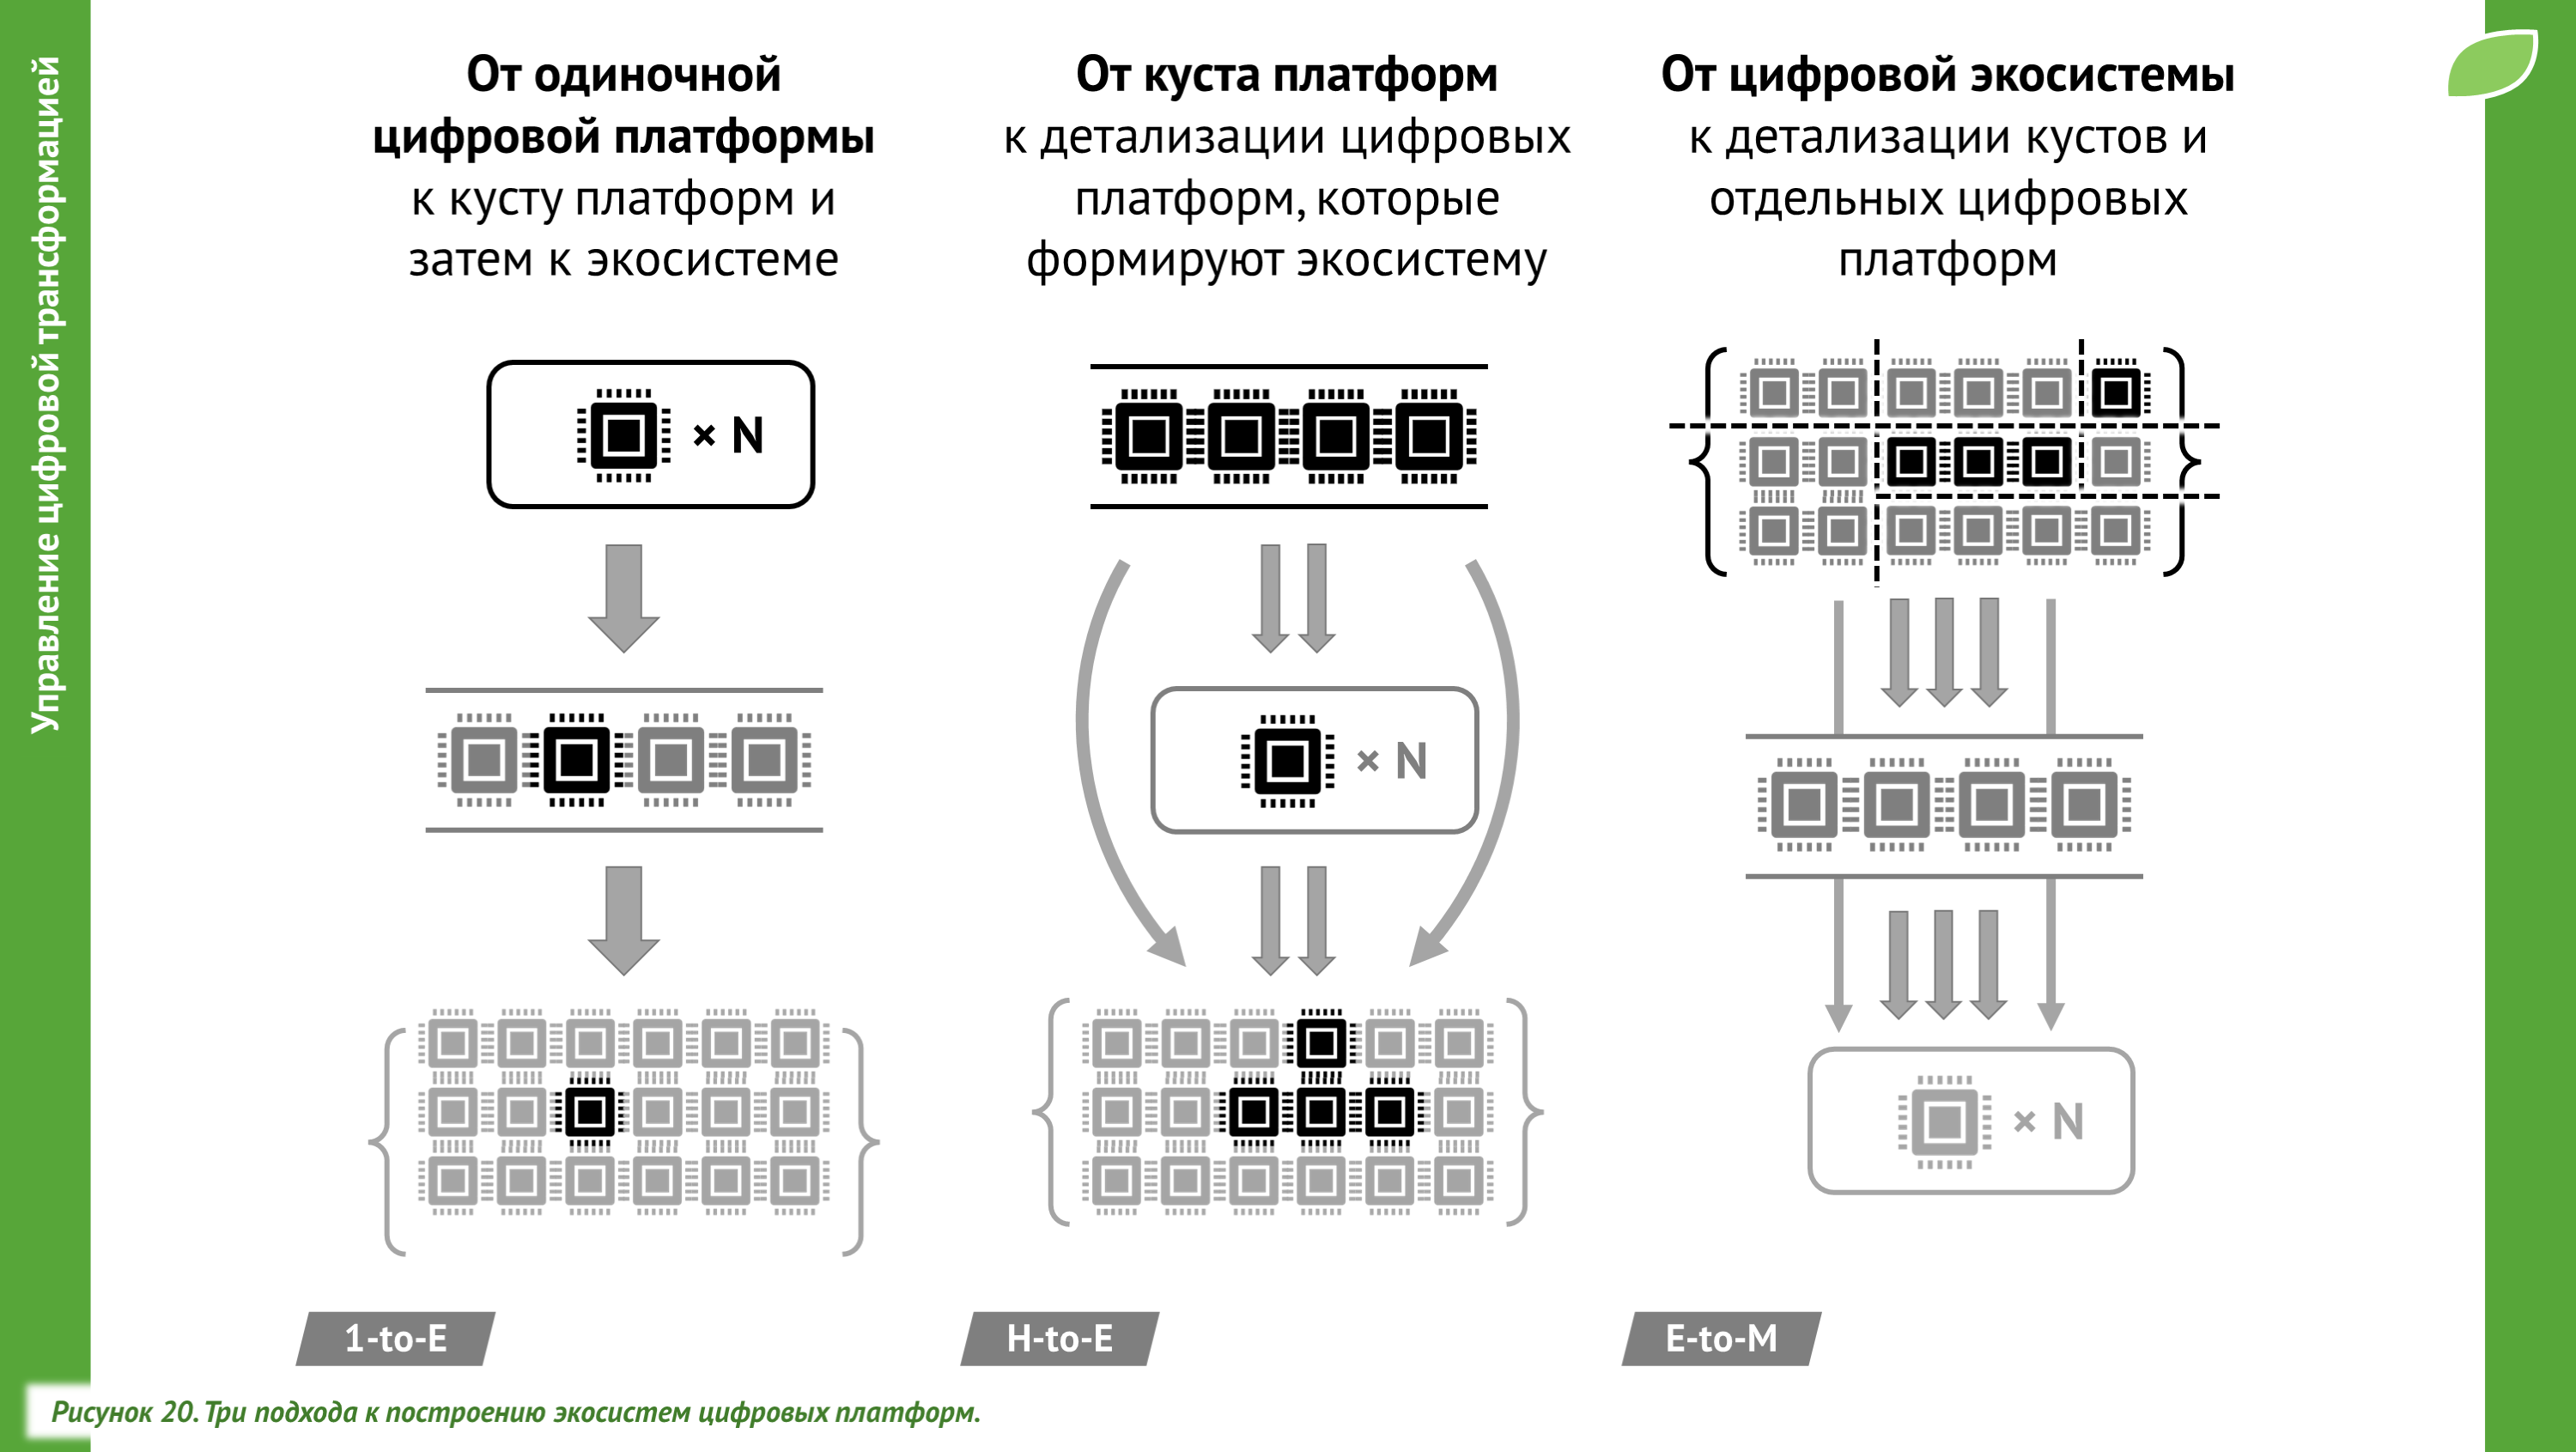 Управление цифровой трансформацией
От одиночной
цифровой платформы
к кусту платформ и
затем к экосистеме
× N
1-to-E
От куста платформ
к детализации цифровых
платформ, которые
формируют экосистему
× N
H-to-E
От цифровой экосистемы
к детализации кустов и
отдельных цифровых
платформ
× N
E-to-M
Рисунок 20. Три подхода к построению экосистем цифровых платформ.